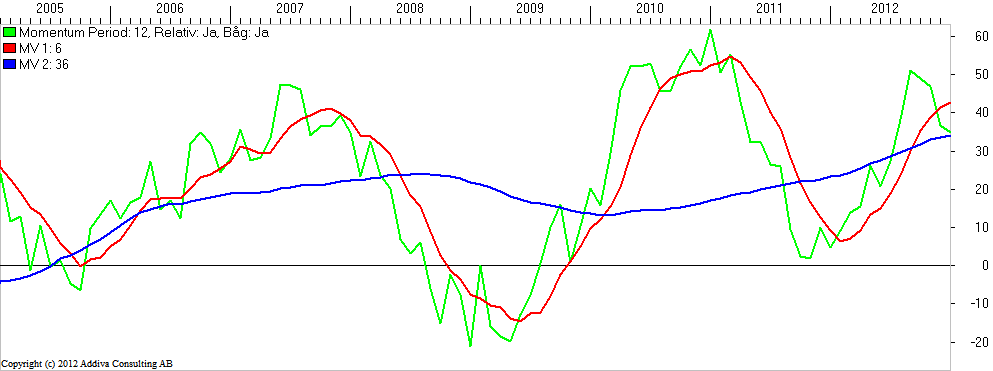 2005 2006 2007 2008 2009 2010 2011 2012
Momentum Period: 12, Relativ: Ja, Båg: Ja
MV 1: 6
MV 2: 36
60
50
40
30
20
10
0
-10
-20
Copyright (c) 2012 Addiva Consulting AB